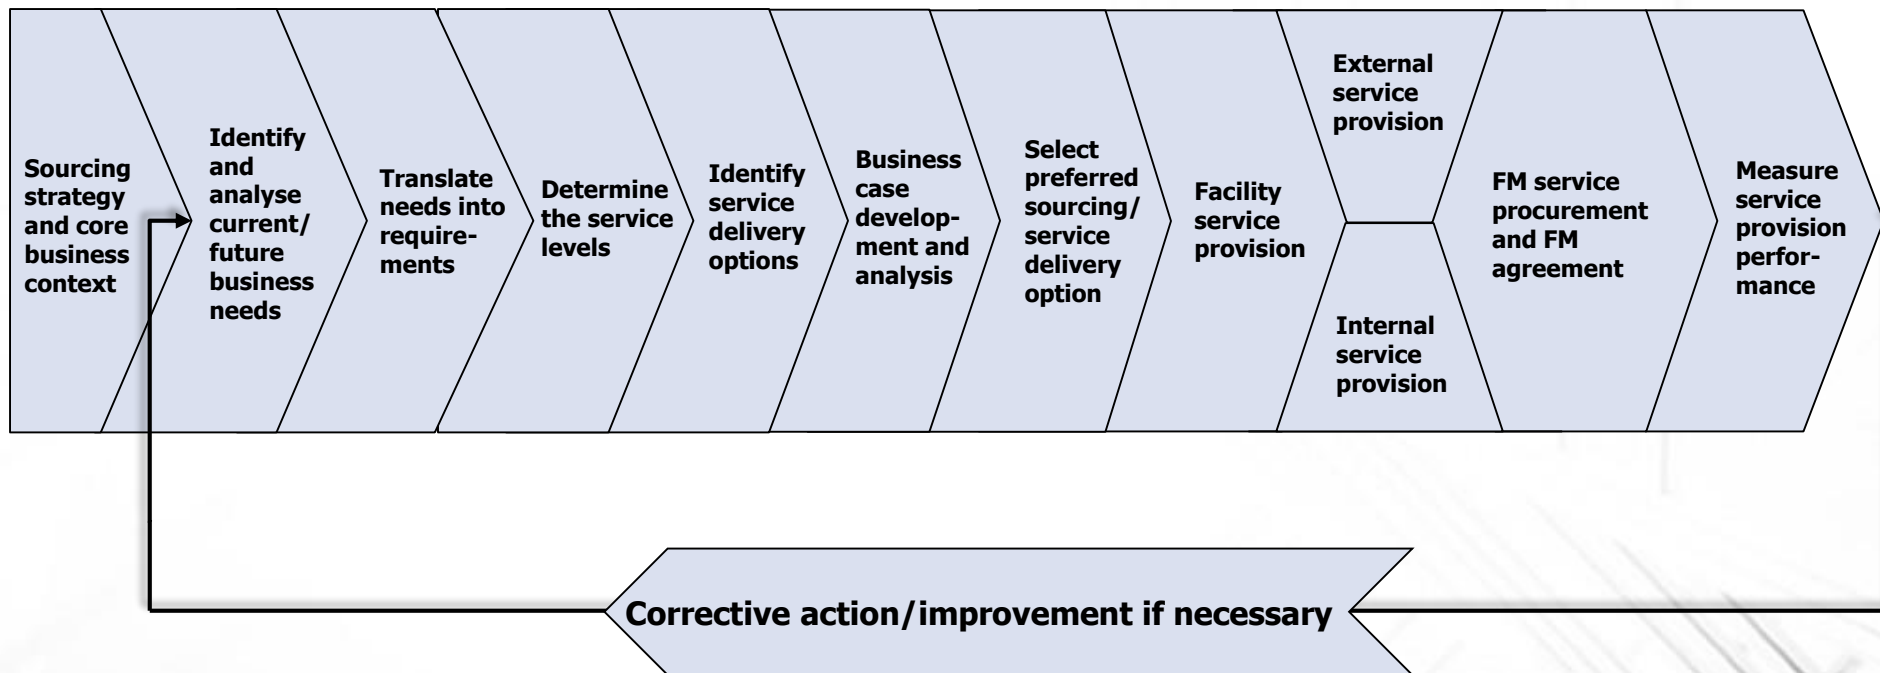 Sourcing
strategy
and core
business
context
Identify
and
analyse
current/
future
business
needs
Translate
needs into
require-
ments
Determine
the service
levels
Identify
service
delivery
options
Business
case
develop-
ment and
analysis
Select
preferred
sourcing/
service
delivery
option
Facility
service
provision
External
service
provision
Internal
service
provision
FM service
procurement
and FM
agreement
Measure
service
provision
perfor-
mance
Corrective action/improvement if necessary